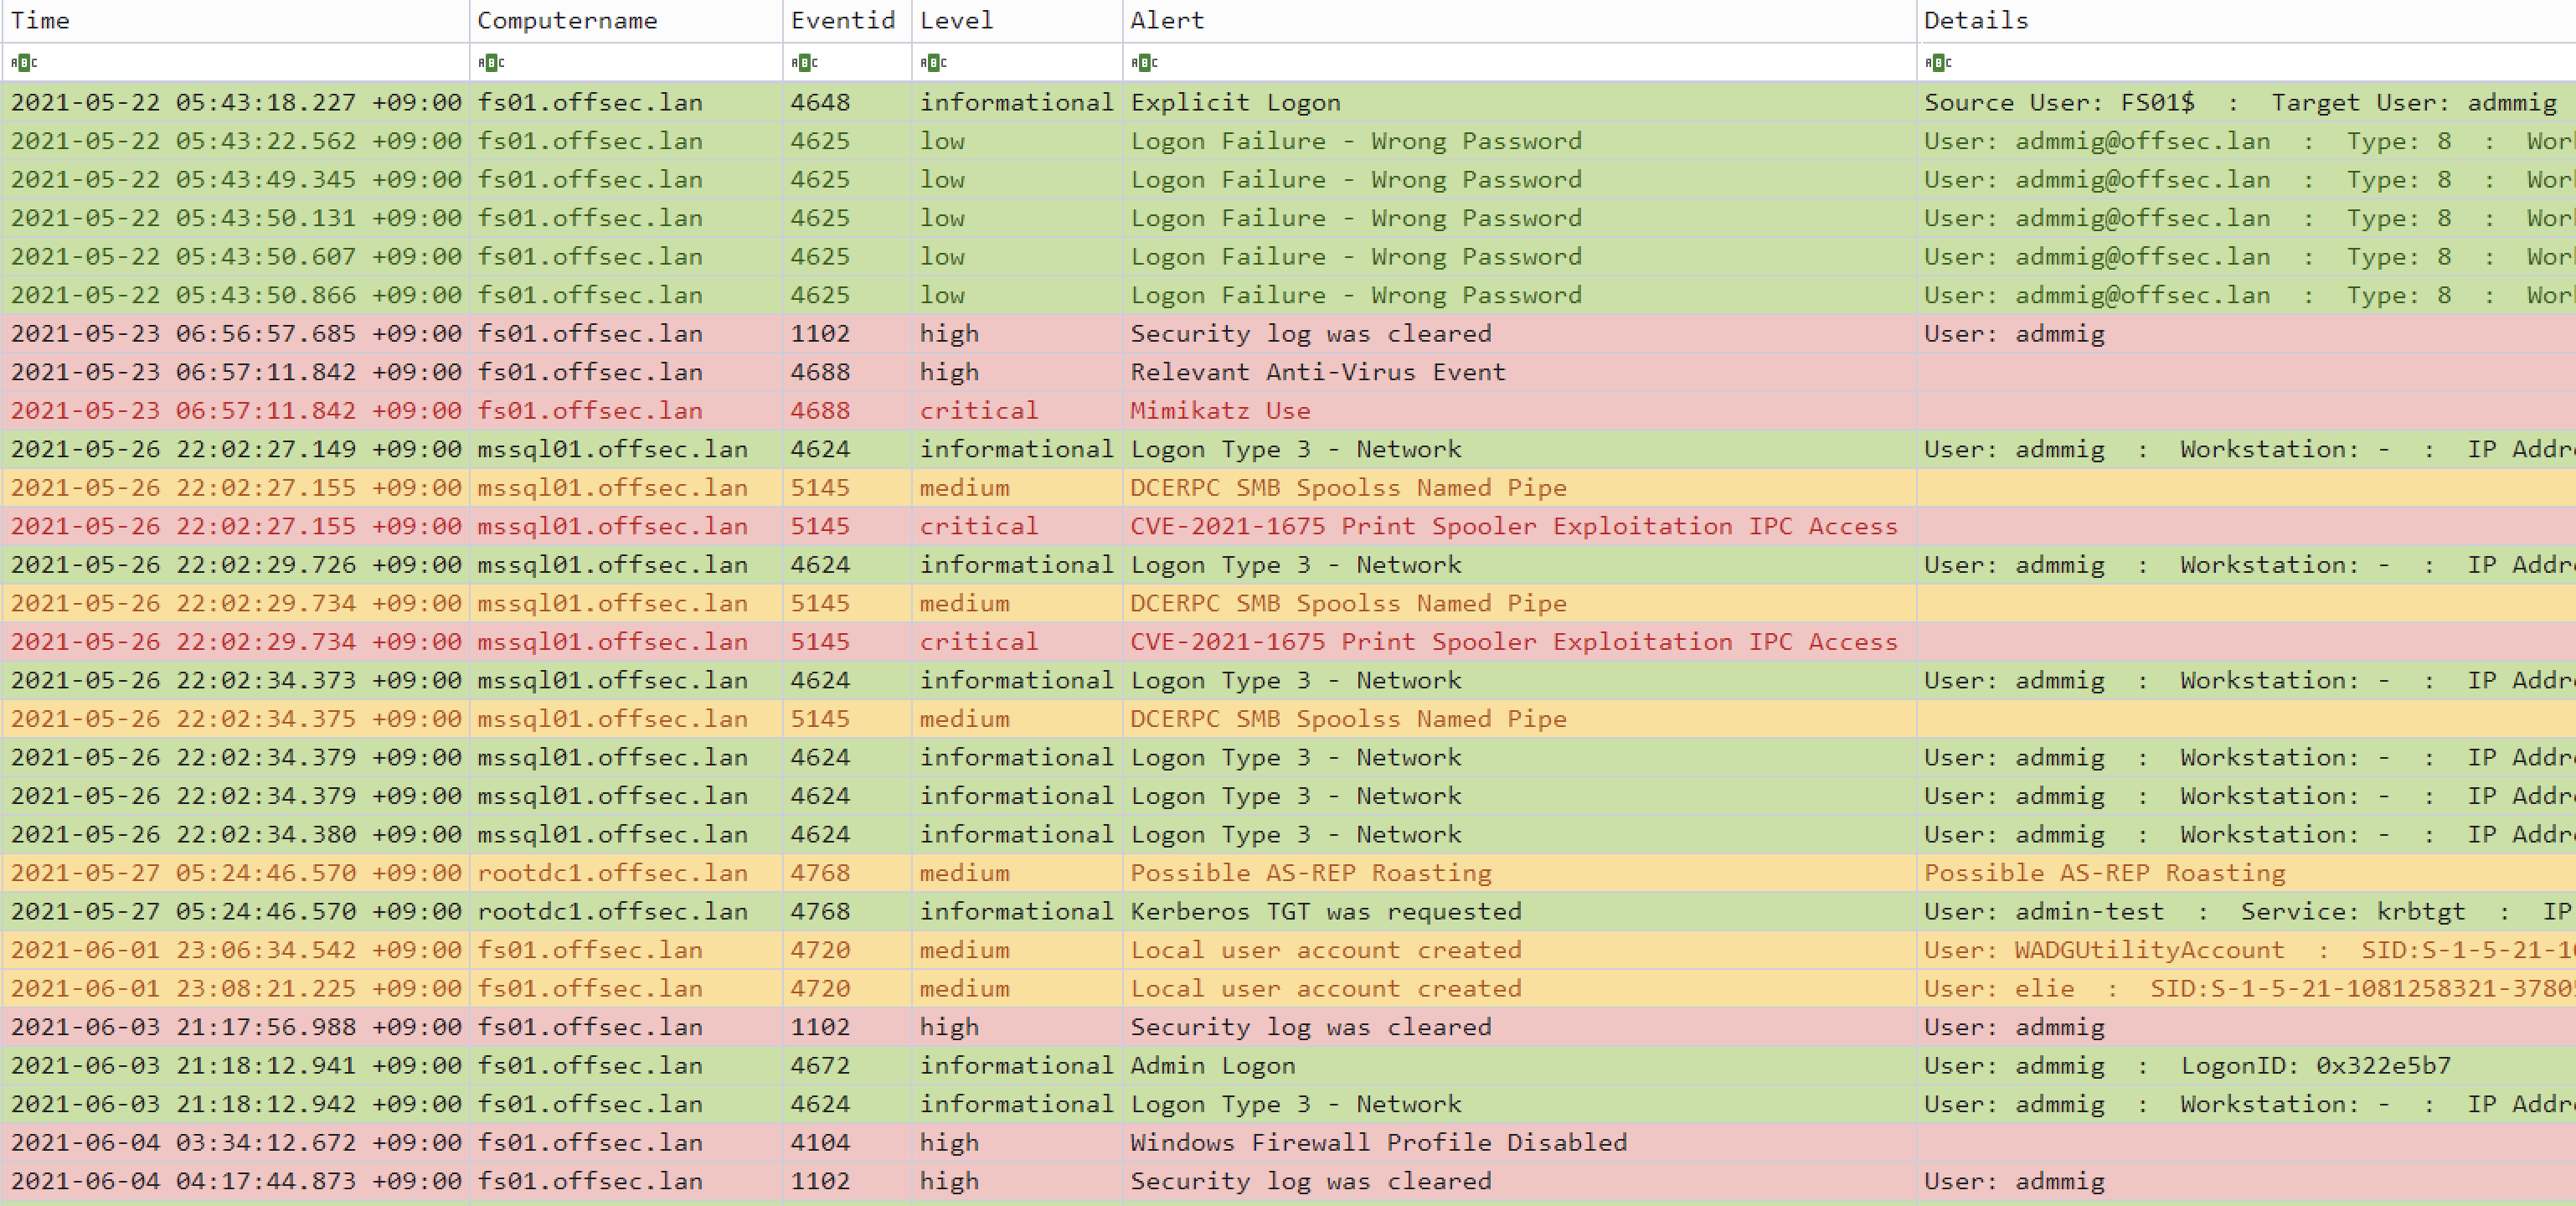 Time Computername Eventid Level Alert Details
ABC ABC ABC ABC ABC ABC
2021-05-22 05:43:18.227 +09:00 fs01.offsec.lan 4648 informational Explicit Logon Source User: FS01$ : Target User: admmig
2021-05-22 05:43:22.562 +09:00 fs01.offsec.lan 4625 low Logon Failure - Wrong Password User: admmig@offsec.lan : Type: 8 : Wor
2021-05-22 05:43:49.345 +09:00 fs01.offsec.lan 4625 low Logon Failure - Wrong Password User: admmig@offsec.lan : Type: 8 : Wor
2021-05-22 05:43:50.131 +09:00 fs01.offsec.lan 4625 low Logon Failure - Wrong Password User: admmig@offsec.lan : Type: 8 : Wor
2021-05-22 05:43:50.607 +09:00 fs01.offsec.lan 4625 low Logon Failure - Wrong Password User: admmig@offsec.lan : Type: 8 : Wor
2021-05-22 05:43:50.866 +09:00 fs01.offsec.lan 4625 low Logon Failure - Wrong Password User: admmig@offsec.lan : Type: 8 : Wor
2021-05-23 06:56:57.685 +09:00 fs01.offsec.lan 1102 high Security log was cleared User: admmig
2021-05-23 06:57:11.842 +09:00 fs01.offsec.lan 4688 high Relevant Anti-Virus Event
2021-05-23 06:57:11.842 +09:00 fs01.offsec.lan 4688 critical Mimikatz Use
2021-05-26 22:02:27.149 +09:00 mssql01.offsec.lan 4624 informational Logon Type 3 - Network User: admmig : Workstation: - : IP Addr
2021-05-26 22:02:27.155 +09:00 mssql01.offsec.lan 5145 medium DCERPC SMB Spoolss Named Pipe
2021-05-26 22:02:27.155 +09:00 mssql01.offsec.lan 5145 critical CVE-2021-1675 Print Spooler Exploitation IPC Access
2021-05-26 22:02:29.726 +09:00 mssql01.offsec.lan 4624 informational Logon Type 3 - Network User: admmig : Workstation: - : IP Addr
2021-05-26 22:02:29.734 +09:00 mssql01.offsec.lan 5145 medium DCERPC SMB Spoolss Named Pipe
2021-05-26 22:02:29.734 +09:00 mssql01.offsec.lan 5145 critical CVE-2021-1675 Print Spooler Exploitation IPC Access
2021-05-26 22:02:34.373 +09:00 mssql01.offsec.lan 4624 informational Logon Type 3 - Network User: admmig : Workstation: - : IP Addr
2021-05-26 22:02:34.375 +09:00 mssql01.offsec.lan 5145 medium DCERPC SMB Spoolss Named Pipe
2021-05-26 22:02:34.379 +09:00 mssql01.offsec.lan 4624 informational Logon Type 3 - Network User: admmig : Workstation: - : IP Addr
2021-05-26 22:02:34.379 +09:00 mssql01.offsec.lan 4624 informational Logon Type 3 - Network User: admmig : Workstation: - : IP Addr
2021-05-26 22:02:34.380 +09:00 mssql01.offsec.lan 4624 informational Logon Type 3 - Network User: admmig : Workstation: - : IP Addr
2021-05-27 05:24:46.570 +09:00 rootdc1.offsec.lan 4768 medium Possible AS-REP Roasting Possible AS-REP Roasting
2021-05-27 05:24:46.570 +09:00 rootdc1.offsec.lan 4768 informational Kerberos TGT was requested User: admin-test : Service: krbtgt : IP
2021-06-01 23:06:34.542 +09:00 fs01.offsec.lan 4720 medium Local user account created User: WADGUtilityAccount : SID:S-1-5-21-1
2021-06-01 23:08:21.225 +09:00 fs01.offsec.lan 4720 medium Local user account created User: elie : SID:S-1-5-21-1081258321-3780
2021-06-03 21:17:56.988 +09:00 fs01.offsec.lan 1102 high Security log was cleared User: admmig
2021-06-03 21:18:12.941 +09:00 fs01.offsec.lan 4672 informational Admin Logon User: admmig : LogonID: 0x322e5b7
2021-06-03 21:18:12.942 +09:00 fs01.offsec.lan 4624 informational Logon Type 3 - Network User: admmig : Workstation: - : IP Addr
2021-06-04 03:34:12.672 +09:00 fs01.offsec.lan 4104 high Windows Firewall Profile Disabled
2021-06-04 04:17:44.873 +09:00 fs01.offsec.lan 1102 high Security log was cleared User: admmig